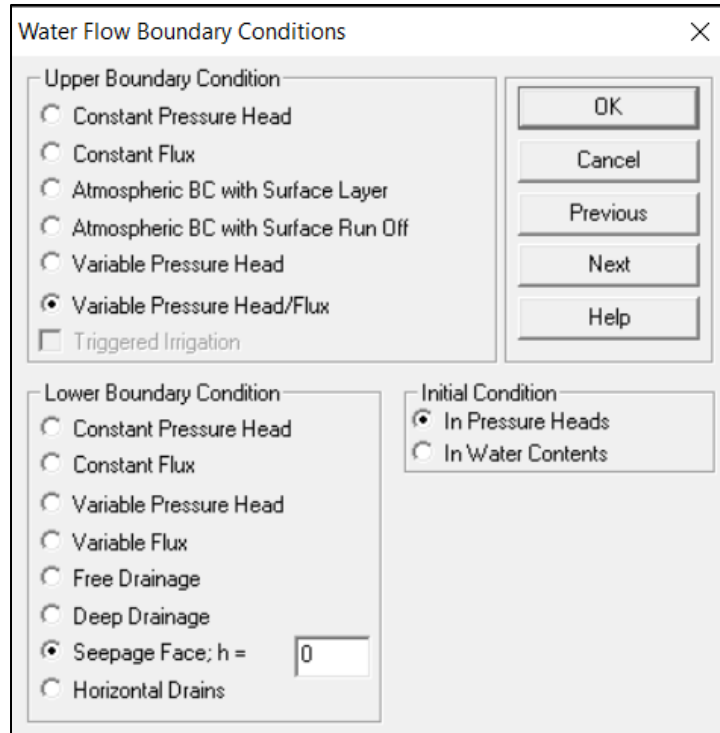 Water Flow Boundary Conditions
Upper Boundary Condition
Constant Pressure Head
Constant Flux
Atmospheric BC with Surface Layer
Atmospheric BC with Surface Run Off
Variable Pressure Head
Variable Pressure Head/Flux
Triggered Irrigation
OK
Cancel
Previous
Next
Help
Lower Boundary Condition
Constant Pressure Head
Constant Flux
Variable Pressure Head
Variable Flux
Free Drainage
Deep Drainage
Seepage Face; h = 0
Horizontal Drains
Initial Condition
In Pressure Heads
In Water Contents